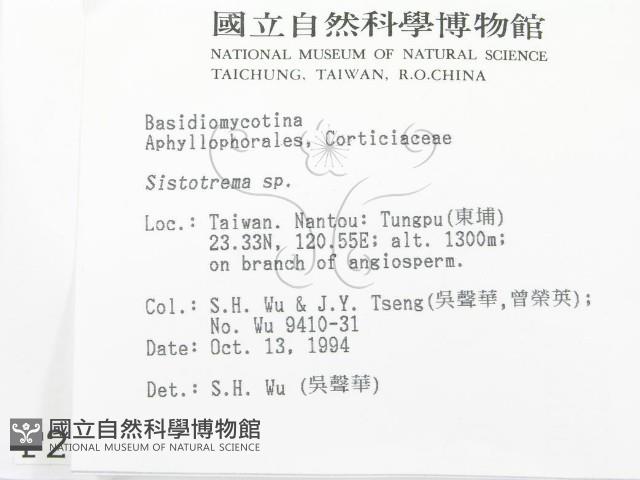 國立自然科學博物館
NATIONAL MUSEUM OF NATURAL SCIENCE
TAICHUNG, TAIWAN, R.O.CHINA
Basidiomycotina
Aphyllophorales, Corticiaceae
Sistotrema sp.
Loc.: Taiwan. Nantou: Tungpu(東埔)
23.33N, 120.55E; alt. 1300m;
on branch of angiosperm.
Col.: S.H. Wu & J.Y. Tseng(吳聲華,曾榮英);
No. Wu 9410-31
Date: Oct. 13, 1994
Det.: S.H. Wu (吳聲華)
國立自然科學博物館
NATIONAL MUSEUM OF NATURAL SCIENCE